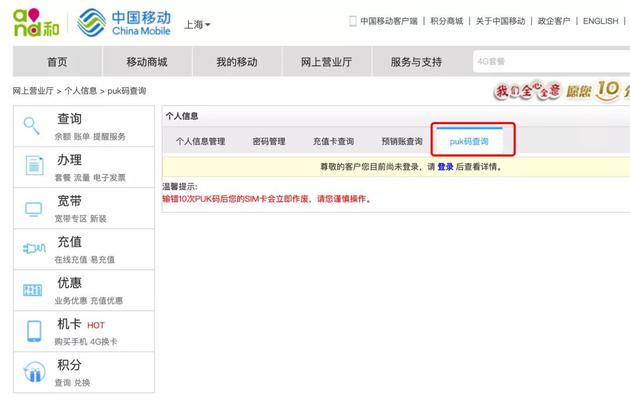 and和 中国移动 China Mobile 上海 中国移动客户端 | 积分商城 | 关于中国移动 | 政企客户 | ENGLISH |
首页 移动商城 我的移动 网上营业厅 服务与支持 4G套餐
网上营业厅 > 个人信息 > puk码查询 我们全心全意 愿您10分
查询
余额 账单 提醒服务
办理
套餐 流量 电子发票
宽带
宽带专区 新装
充值
在线充值 易充值
优惠
业务优惠 充值优惠
机卡 HOT
购买手机 4G换卡
积分
查询 兑换
个人信息
个人信息管理 密码管理 充值卡查询 预销账查询 puk码查询
尊敬的客户您目前尚未登录，请 登录 后查看详情。
温馨提示:
输错10次PUK码后您的SIM卡会立即作废，请您谨慎操作。